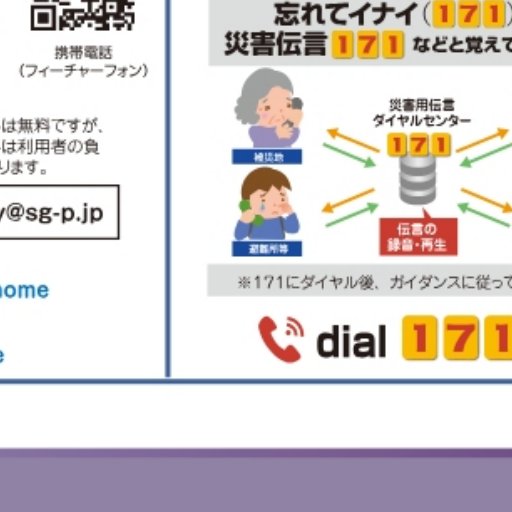 携帯電話
（フィーチャーフォン）
は無料ですが、
は利用者の負
ります。
y@sg-p.jp
home
e
忘れてイナイ（171）
災害伝言171 などと覚えて
災害用伝言
ダイヤルセンター
171
被災地
避難所等
伝言の
録音・再生
※171にダイヤル後、ガイダンスに従って
dial 171